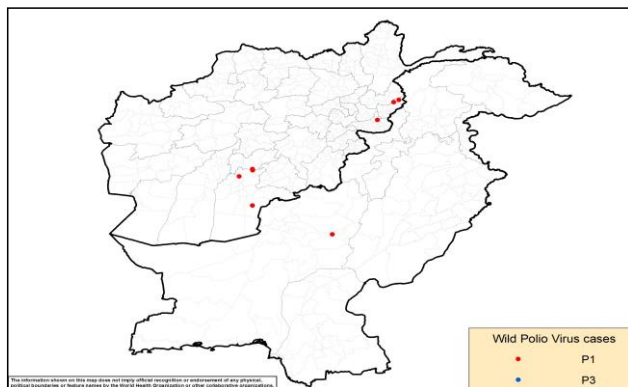 Wild Polio Virus cases
P1
P3
The information shown on this map does not imply official recognition or endorsement of any physical,
political boundaries or feature names by the World Health Organization or other collaborative organizations.